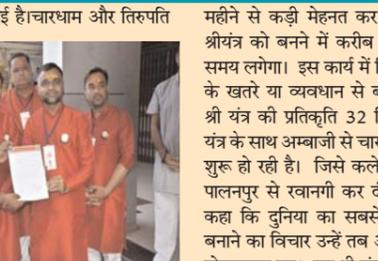 ई है।चारधाम और तिरुपति
महीने से कड़ी मेहनत कर
श्रीयंत्र को बनने में करीब
समय लगेगा। इस कार्य में
के खतरे या व्यवधान से ब
श्री यंत्र की प्रतिकृति 32
यंत्र के साथ अम्बाजी से चा
शुरू हो रही है। जिसे कले
पालनपुर से रवानगी कर दं
कहा कि दुनिया का सबसे
बनाने का विचार उन्हें तब